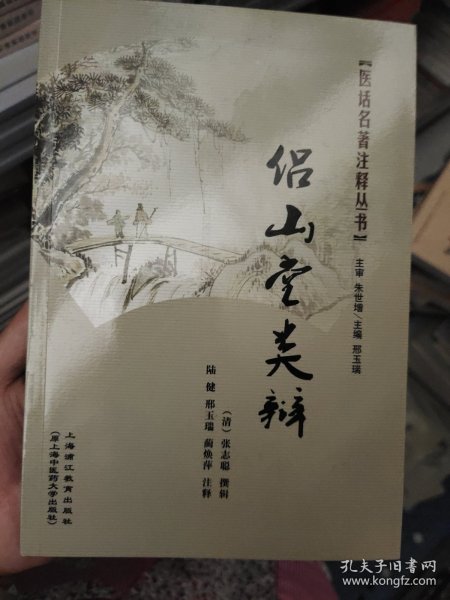 【医话名著注释丛书】
主审 朱世增/主编 邢玉瑞
侣山堂类辩
(清) 张志聪 撰辑
陆健 邢玉瑞 蔺焕萍 注释
上海浦江教育出版社
(原上海中医药大学出版社)
孔夫子旧书网
www.kongfz.com